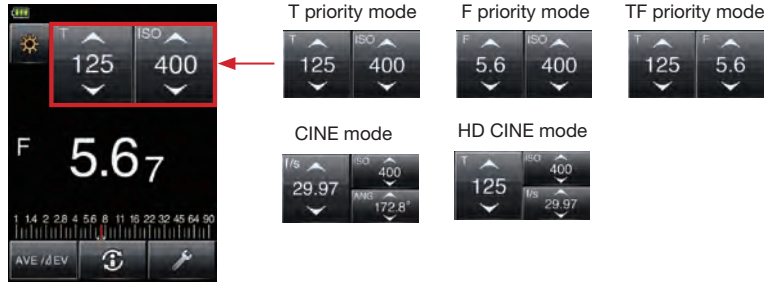 T ISO
125 400
F 5.67
1 1.4 2 2.8 4 5.6 8 11 16 22 32 45 64 90
AVE/⊿EV
T priority mode
T ISO
125 400
F priority mode
F ISO
5.6 400
TF priority mode
T F
125 5.6
CINE mode
f/s ISO
29.97 400
ANG
172.8°
HD CINE mode
T ISO
125 400
f/s
29.97